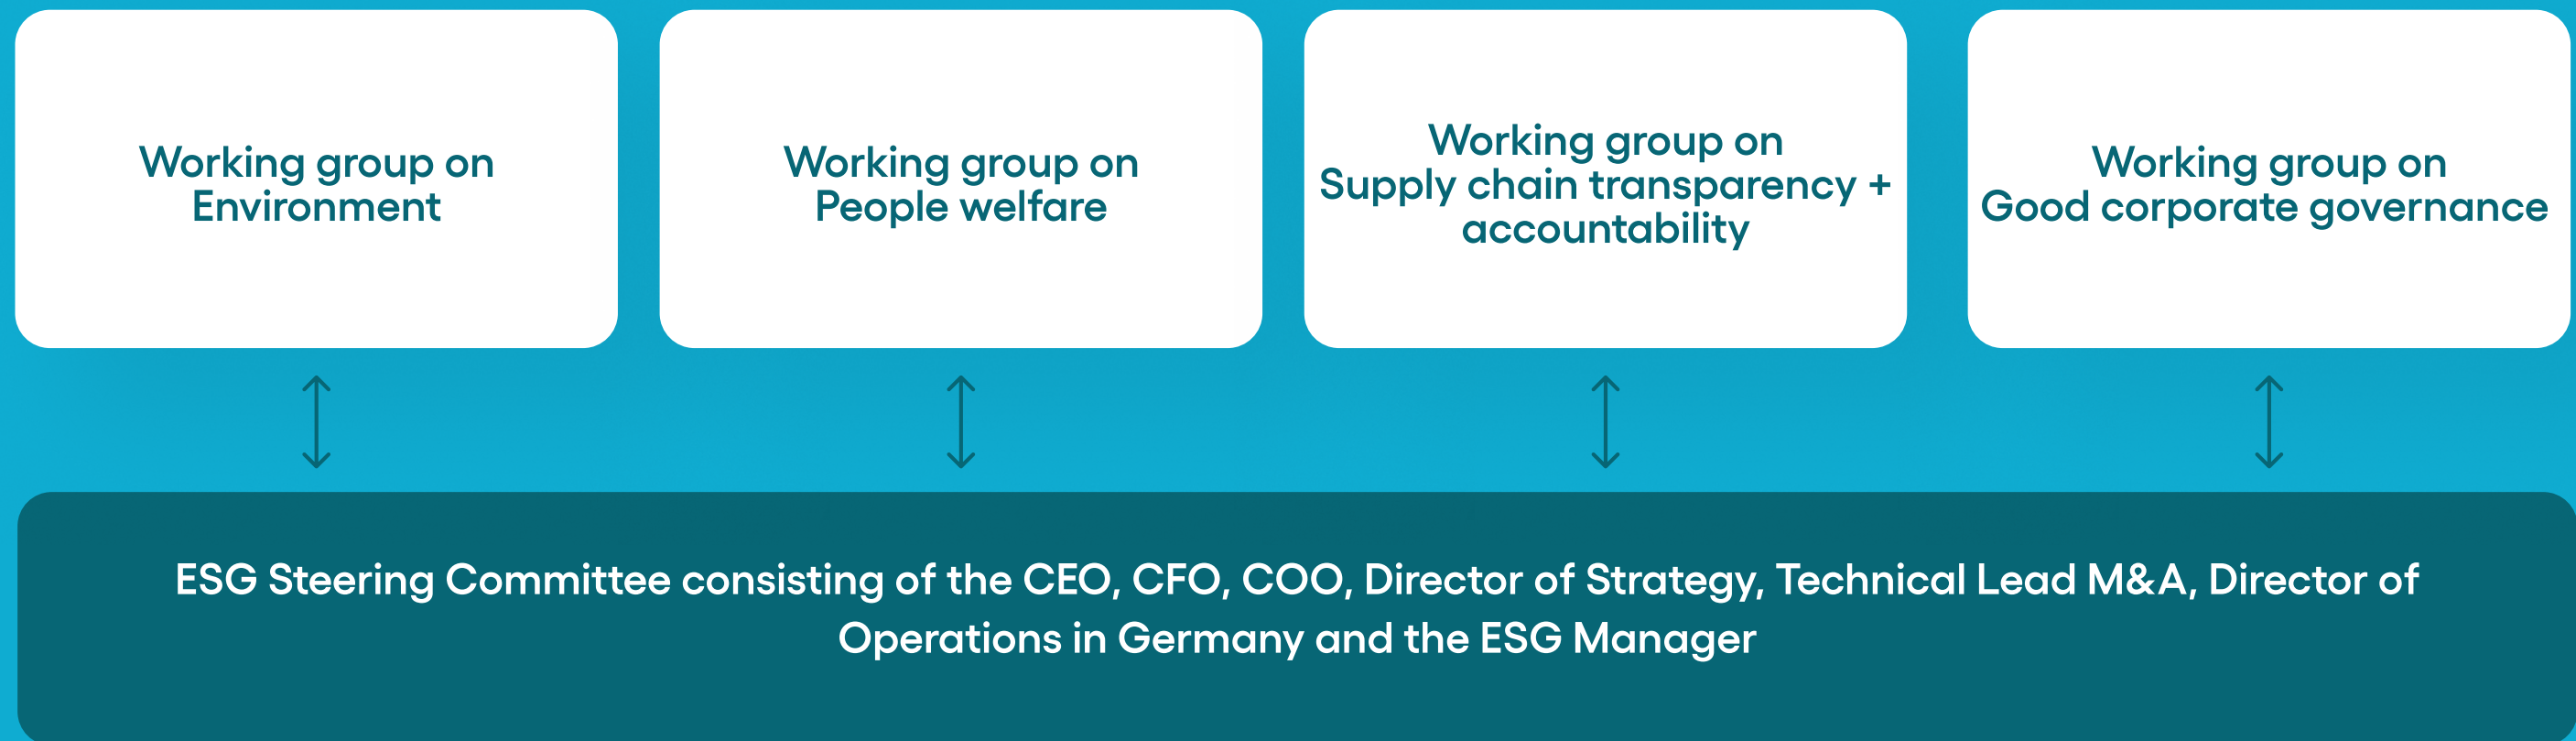 Working group on
Environment
Working group on
People welfare
Working group on
Supply chain transparency +
accountability
Working group on
Good corporate governance
ESG Steering Committee consisting of the CEO, CFO, COO, Director of Strategy, Technical Lead M&A, Director of
Operations in Germany and the ESG Manager